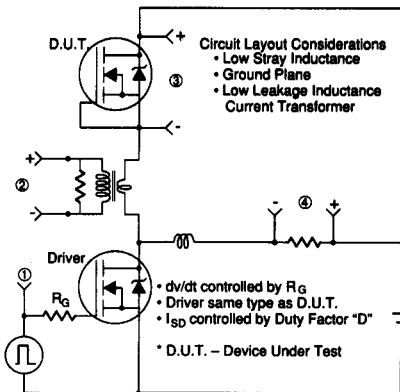 D.U.T.
+
③
-
Circuit Layout Considerations
• Low Stray Inductance
• Ground Plane
• Low Leakage Inductance
Current Transformer
+
②
-
-
④
+
Driver
①
RG
• dv/dt controlled by RG
• Driver same type as D.U.T.
• ISD controlled by Duty Factor "D"
* D.U.T. – Device Under Test